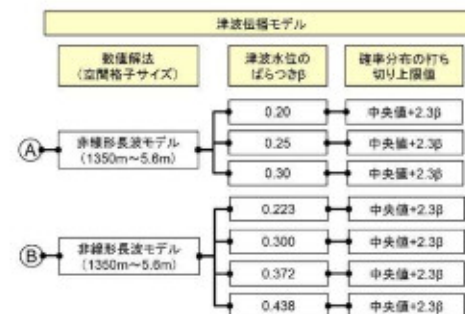 津波伝播モデル
数値解法
(空間格子サイズ)
津波水位の
ばらつきβ
確率分布の打ち
切り上限値
A
非線形長波モデル
(1350m～5.6m)
0.20
中央値+2.3β
0.25
中央値+2.3β
0.30
中央値+2.3β
B
非線形長波モデル
(1350m～5.6m)
0.223
中央値+2.3β
0.300
中央値+2.3β
0.372
中央値+2.3β
0.438
中央値+2.3β